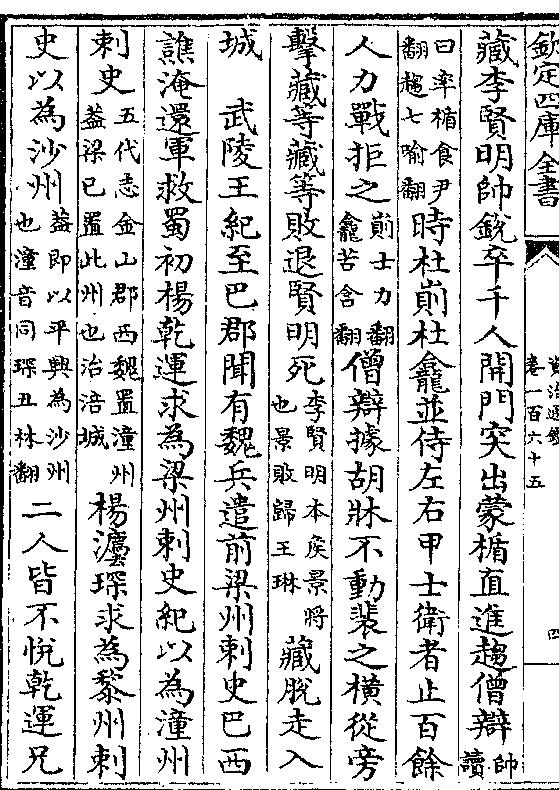 欽定四庫全書
資治通鑑
卷一百六十五
四
藏李賢明帥銳卒千人開門突出蒙楯直進趨僧辯帥讀
曰率楯食尹翻趨七喻翻時杜崱杜龕並侍左右甲士衛者止百餘
人力戰拒之崱士力翻龕苦含翻僧辯據胡牀不動裴之横從旁
擊藏等藏等敗退賢明死李賢明本侯景將也景敗歸王琳藏脫走入
城　武陵王紀至巴郡聞有魏兵遣前梁州刺史巴西
譙淹還軍救蜀初楊乾運求為梁州刺史紀以為潼州
刺史五代志金山郡西魏置潼州葢梁已置此州也治涪城楊灋琛求為黎州刺
史以為沙州葢即以平興為沙州也潼音同琛丑林翻二人皆不悅乾運兄